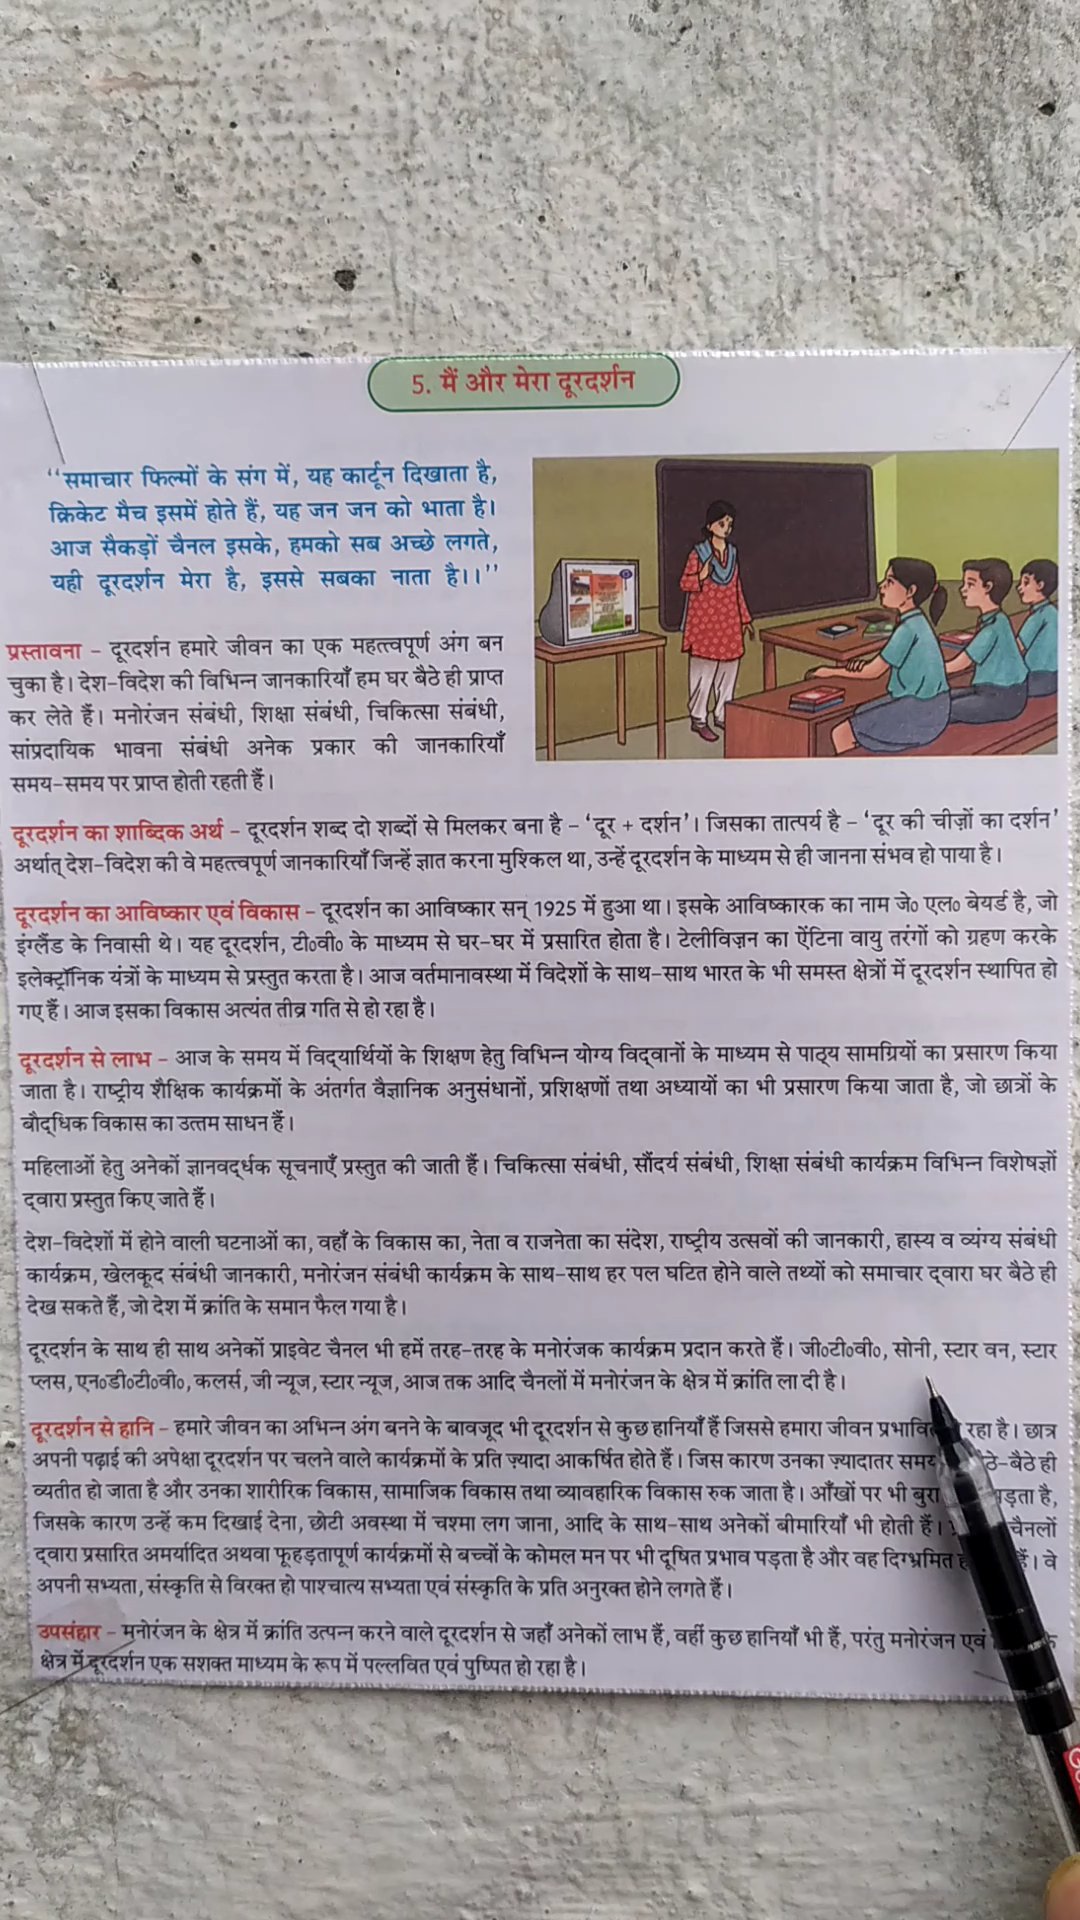 5. मैं और मेरा दूरदर्शन
“समाचार फिल्मों के संग में, यह कार्टून दिखाता है,
क्रिकेट मैच इसमें होते हैं, यह जन जन को भाता है।
आज सैकड़ों चैनल इसके, हमको सब अच्छे लगते,
यही दूरदर्शन मेरा है, इससे सबका नाता है।।”
प्रस्तावना – दूरदर्शन हमारे जीवन का एक महत्त्वपूर्ण अंग बन
चुका है। देश-विदेश की विभिन्न जानकारियाँ हम घर बैठे ही प्राप्त
कर लेते हैं। मनोरंजन संबंधी, शिक्षा संबंधी, चिकित्सा संबंधी,
सांप्रदायिक भावना संबंधी अनेक प्रकार की जानकारियाँ
समय-समय पर प्राप्त होती रहती हैं।
दूरदर्शन का शाब्दिक अर्थ – दूरदर्शन शब्द दो शब्दों से मिलकर बना है – ‘दूर + दर्शन’। जिसका तात्पर्य है – ‘दूर की चीज़ों का दर्शन’
अर्थात् देश-विदेश की वे महत्त्वपूर्ण जानकारियाँ जिन्हें ज्ञात करना मुश्किल था, उन्हें दूरदर्शन के माध्यम से ही जानना संभव हो पाया है।
दूरदर्शन का आविष्कार एवं विकास – दूरदर्शन का आविष्कार सन् 1925 में हुआ था। इसके आविष्कारक का नाम जे० एल० बेयर्ड है, जो
इंग्लैंड के निवासी थे। यह दूरदर्शन, टी०वी० के माध्यम से घर-घर में प्रसारित होता है। टेलीविज़न का ऐंटिना वायु तरंगों को ग्रहण करके
इलेक्ट्रॉनिक यंत्रों के माध्यम से प्रस्तुत करता है। आज वर्तमानावस्था में विदेशों के साथ-साथ भारत के भी समस्त क्षेत्रों में दूरदर्शन स्थापित हो
गए हैं। आज इसका विकास अत्यंत तीव्र गति से हो रहा है।
दूरदर्शन से लाभ – आज के समय में विद्‌यार्थियों के शिक्षण हेतु विभिन्न योग्य विद्‌वानों के माध्यम से पाठ्य सामग्रियों का प्रसारण किया
जाता है। राष्ट्रीय शैक्षिक कार्यक्रमों के अंतर्गत वैज्ञानिक अनुसंधानों, प्रशिक्षणों तथा अध्यायों का भी प्रसारण किया जाता है, जो छात्रों के
बौद्‌धिक विकास का उत्तम साधन हैं।
महिलाओं हेतु अनेकों ज्ञानवर्द्‌धक सूचनाएँ प्रस्तुत की जाती हैं। चिकित्सा संबंधी, सौंदर्य संबंधी, शिक्षा संबंधी कार्यक्रम विभिन्न विशेषज्ञों
द्‌वारा प्रस्तुत किए जाते हैं।
देश-विदेशों में होने वाली घटनाओं का, वहाँ के विकास का, नेता व राजनेता का संदेश, राष्ट्रीय उत्सवों की जानकारी, हास्य व व्यंग्य संबंधी
कार्यक्रम, खेलकूद संबंधी जानकारी, मनोरंजन संबंधी कार्यक्रम के साथ-साथ हर पल घटित होने वाले तथ्यों को समाचार द्‌वारा घर बैठे ही
देख सकते हैं, जो देश में क्रांति के समान फैल गया है।
दूरदर्शन के साथ ही साथ अनेकों प्राइवेट चैनल भी हमें तरह-तरह के मनोरंजक कार्यक्रम प्रदान करते हैं। जी०टी०वी०, सोनी, स्टार वन, स्टार
प्लस, एन०डी०टी०वी०, कलर्स, जी न्यूज, स्टार न्यूज, आज तक आदि चैनलों में मनोरंजन के क्षेत्र में क्रांति ला दी है।
दूरदर्शन से हानि – हमारे जीवन का अभिन्न अंग बनने के बावजूद भी दूरदर्शन से कुछ हानियाँ हैं जिससे हमारा जीवन रहा है। छात्र
अपनी पढ़ाई की अपेक्षा दूरदर्शन पर चलने वाले कार्यक्रमों के प्रति ज़्यादा आकर्षित होते हैं। जिस कारण उनका ज़्यादातर समय ही
व्यतीत हो जाता है और उनका शारीरिक विकास, सामाजिक विकास तथा व्यावहारिक विकास रुक जाता है। आँखों पर भी बुरा है,
जिसके कारण उन्हें कम दिखाई देना, छोटी अवस्था में चश्मा लग जाना, आदि के साथ-साथ अनेकों बीमारियाँ भी होती हैं। चैनलों
द्‌वारा प्रसारित अमर्यादित अथवा फूहड़तापूर्ण कार्यक्रमों से बच्चों के कोमल मन पर भी दूषित प्रभाव पड़ता है और वह दिग्भ्रमित हैं। वे
अपनी सभ्यता, संस्कृति से विरक्त हो पाश्चात्य सभ्यता एवं संस्कृति के प्रति अनुरक्त होने लगते हैं।
उपसंहार – मनोरंजन के क्षेत्र में क्रांति उत्पन्न करने वाले दूरदर्शन से जहाँ अनेकों लाभ हैं, वहीं कुछ हानियाँ भी हैं, परंतु मनोरंजन एवं
क्षेत्र में दूरदर्शन एक सशक्त माध्यम के रूप में पल्लवित एवं पुष्पित हो रहा है।